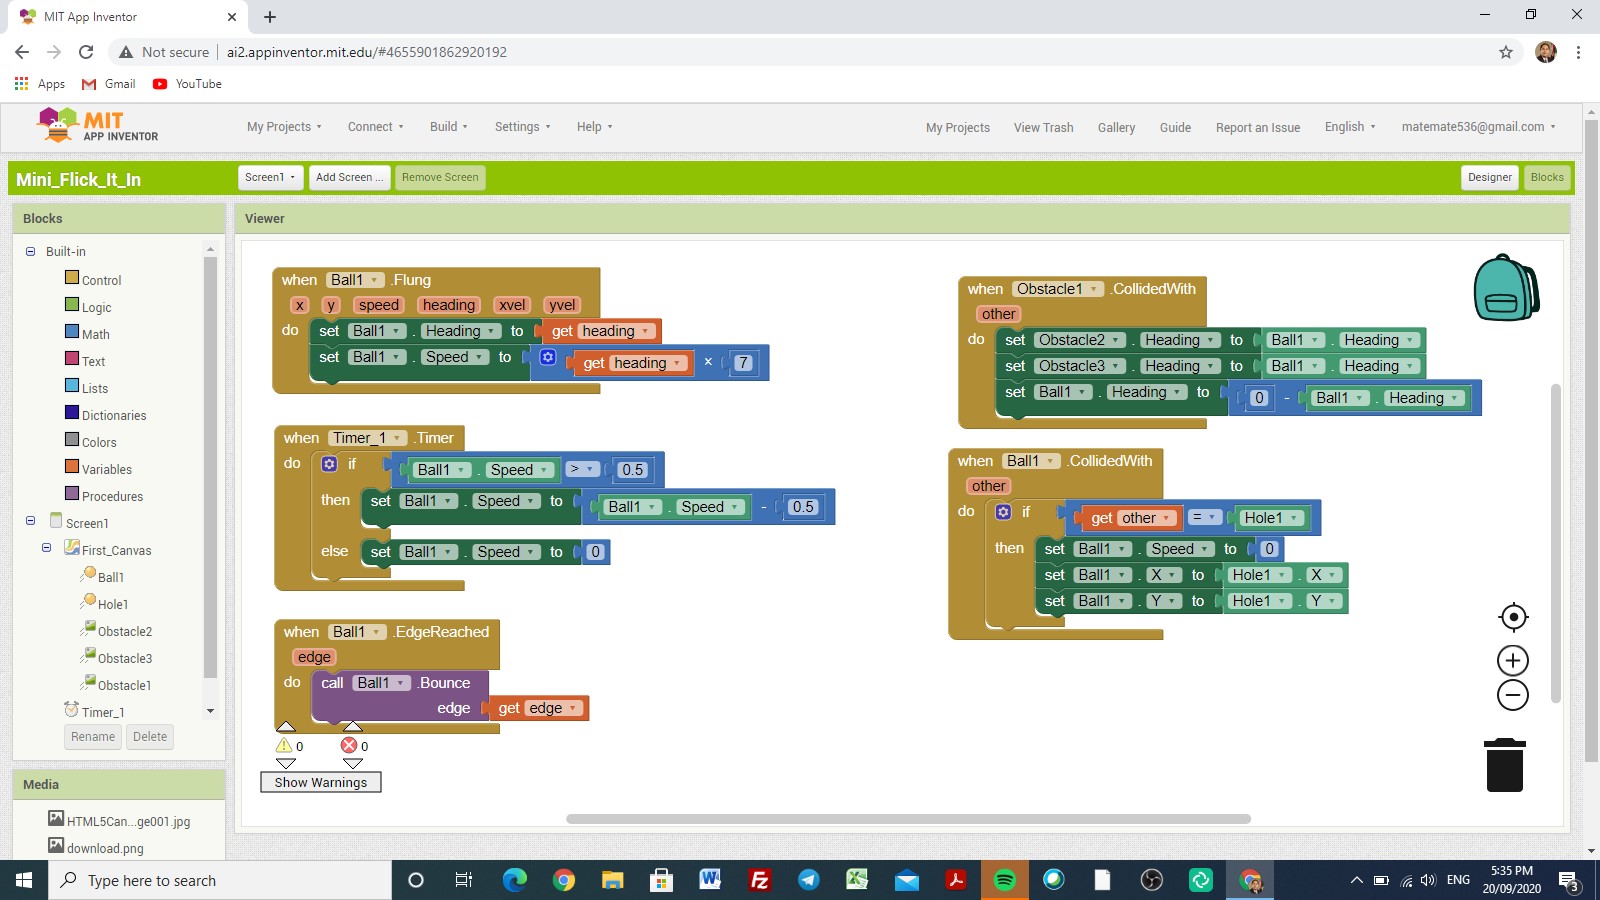 MIT App Inventor
Not secure ai2.appinventor.mit.edu/#4655901862920192
Apps Gmail YouTube
MIT
APP INVENTOR
My Projects Connect Build Settings Help My Projects View Trash Gallery Guide Report an Issue English matemate536@gmail.com
Mini_Flick_It_In Screen1 Add Screen ... Remove Screen Designer Blocks
Blocks
Built-in
Control
Logic
Math
Text
Lists
Dictionaries
Colors
Variables
Procedures
Screen1
First_Canvas
Ball1
Hole1
Obstacle2
Obstacle3
Obstacle1
Timer_1
Rename Delete
Media
HTML5Can...ge001.jpg
download.png
Viewer
when Ball1 .Flung
x y speed heading xvel yvel
do set Ball1 . Heading to get heading
set Ball1 . Speed to get heading × 7
when Timer_1 .Timer
do if Ball1 . Speed > 0.5
then set Ball1 . Speed to Ball1 . Speed - 0.5
else set Ball1 . Speed to 0
when Ball1 .EdgeReached
edge
do call Ball1 .Bounce
edge get edge
0 0
Show Warnings
when Obstacle1 .CollidedWith
other
do set Obstacle2 . Heading to Ball1 . Heading
set Obstacle3 . Heading to Ball1 . Heading
set Ball1 . Heading to 0 - Ball1 . Heading
when Ball1 .CollidedWith
other
do if get other = Hole1
then set Ball1 . Speed to 0
set Ball1 . X to Hole1 . X
set Ball1 . Y to Hole1 . Y
Type here to search
ENG
5:35 PM
20/09/2020
3